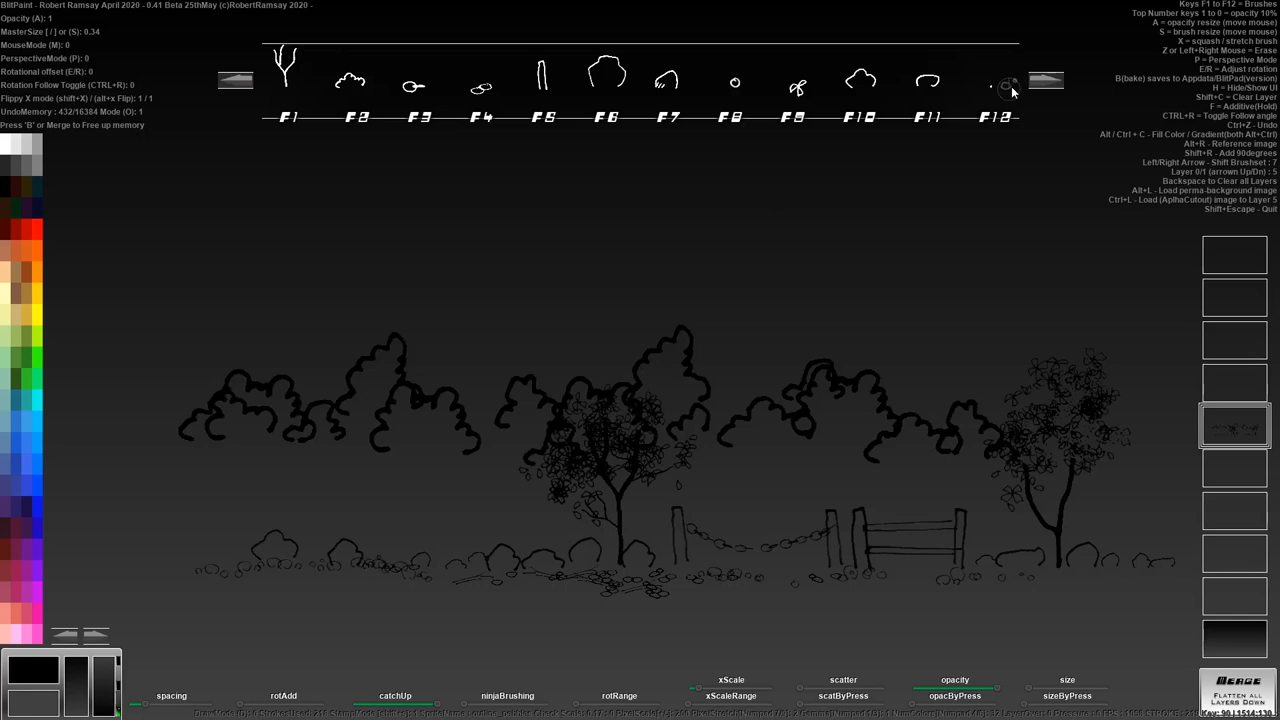 BlitPaint - Robert Ramsay April 2020 - 0.41 Beta 25thMay (c)RobertRamsay 2020 -
Opacity (A): 1
MasterSize [ / ] or (S): 0.34
MouseMode (M): 0
PerspectiveMode (P): 0
Rotational offset (E/R): 0
Rotation Follow Toggle (CTRL+R): 0
Flippy X mode (shift+X) / (alt+x Flip): 1 / 1
UndoMemory : 432/16384 Mode (O): 1
Press 'B' or Merge to Free up memory
Keys F1 to F12 = Brushes
Top Number keys 1 to 0 = opacity 10%
A = opacity resize (move mouse)
S = brush resize (move mouse)
X = squash / stretch brush
Z or Left+Right Mouse = Erase
P = Perspective Mode
E/R = Adjust rotation
B(bake) saves to Appdata/BlitPad(version)
H = Hide/Show UI
Shift+C = Clear Layer
F = Additive(Hold)
CTRL+R = Toggle Follow angle
Ctrl+Z - Undo
Alt / Ctrl + C - Fill Color / Gradient(both Alt+Ctrl)
Alt+R - Reference image
Shift+R - Add 90degrees
Left/Right Arrow - Shift Brushset : 7
Layer 0/1 (arrown Up/Dn) : 5
Backspace to Clear all Layers
Alt+L - Load perma-background image
Ctrl+L - Load (AplhaCutout) image to Layer 5
Shift+Escape - Quit
F1 F2 F3 F4 F5 F6 F7 F8 F9 F10 F11 F12
xScale scatter opacity size
spacing rotAdd catchUp ninjaBrushing rotRange xScaleRange scatByPress opacByPress sizeByPress
MERGE
FLATTEN ALL
LAYERS DOWN